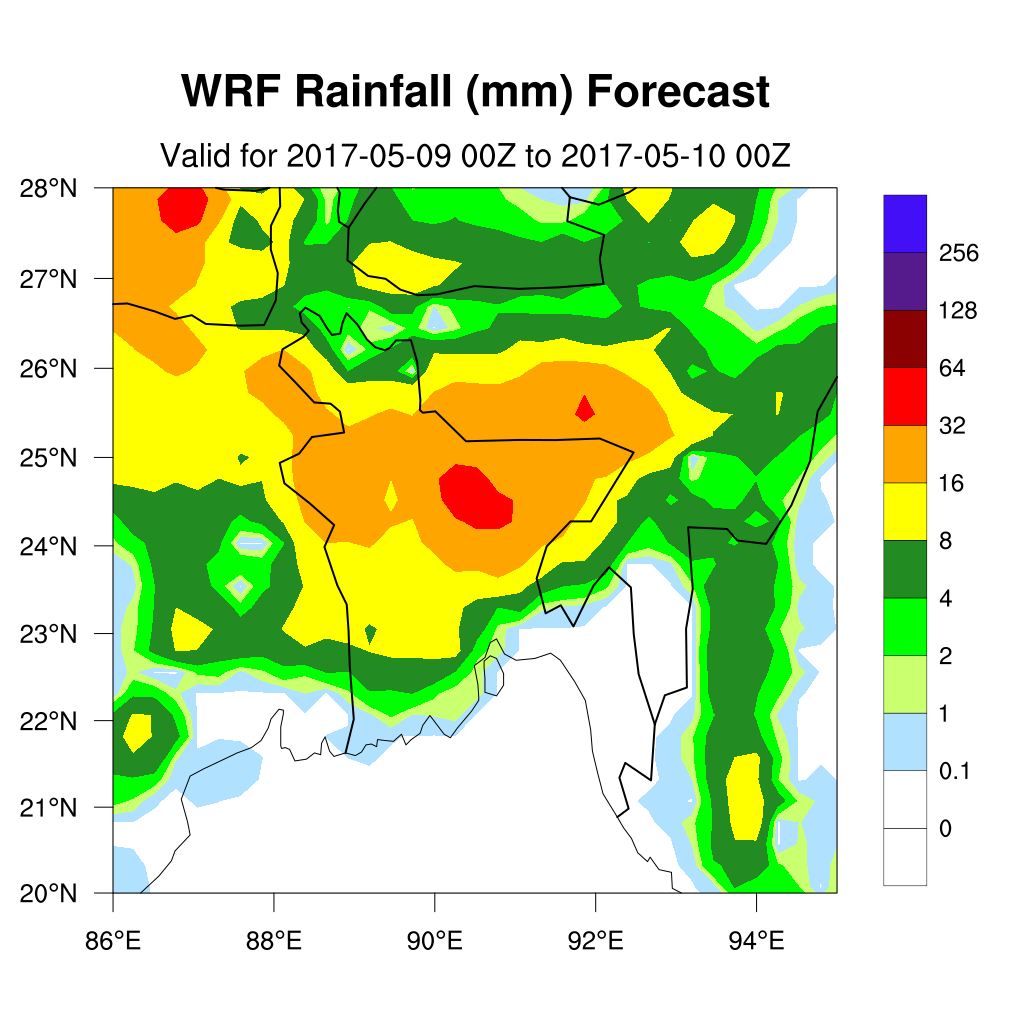 WRF Rainfall (mm) Forecast
Valid for 2017-05-09 00Z to 2017-05-10 00Z
28°N
27°N
26°N
25°N
24°N
23°N
22°N
21°N
20°N
86°E
88°E
90°E
92°E
94°E
256
128
64
32
16
8
4
2
1
0.1
0